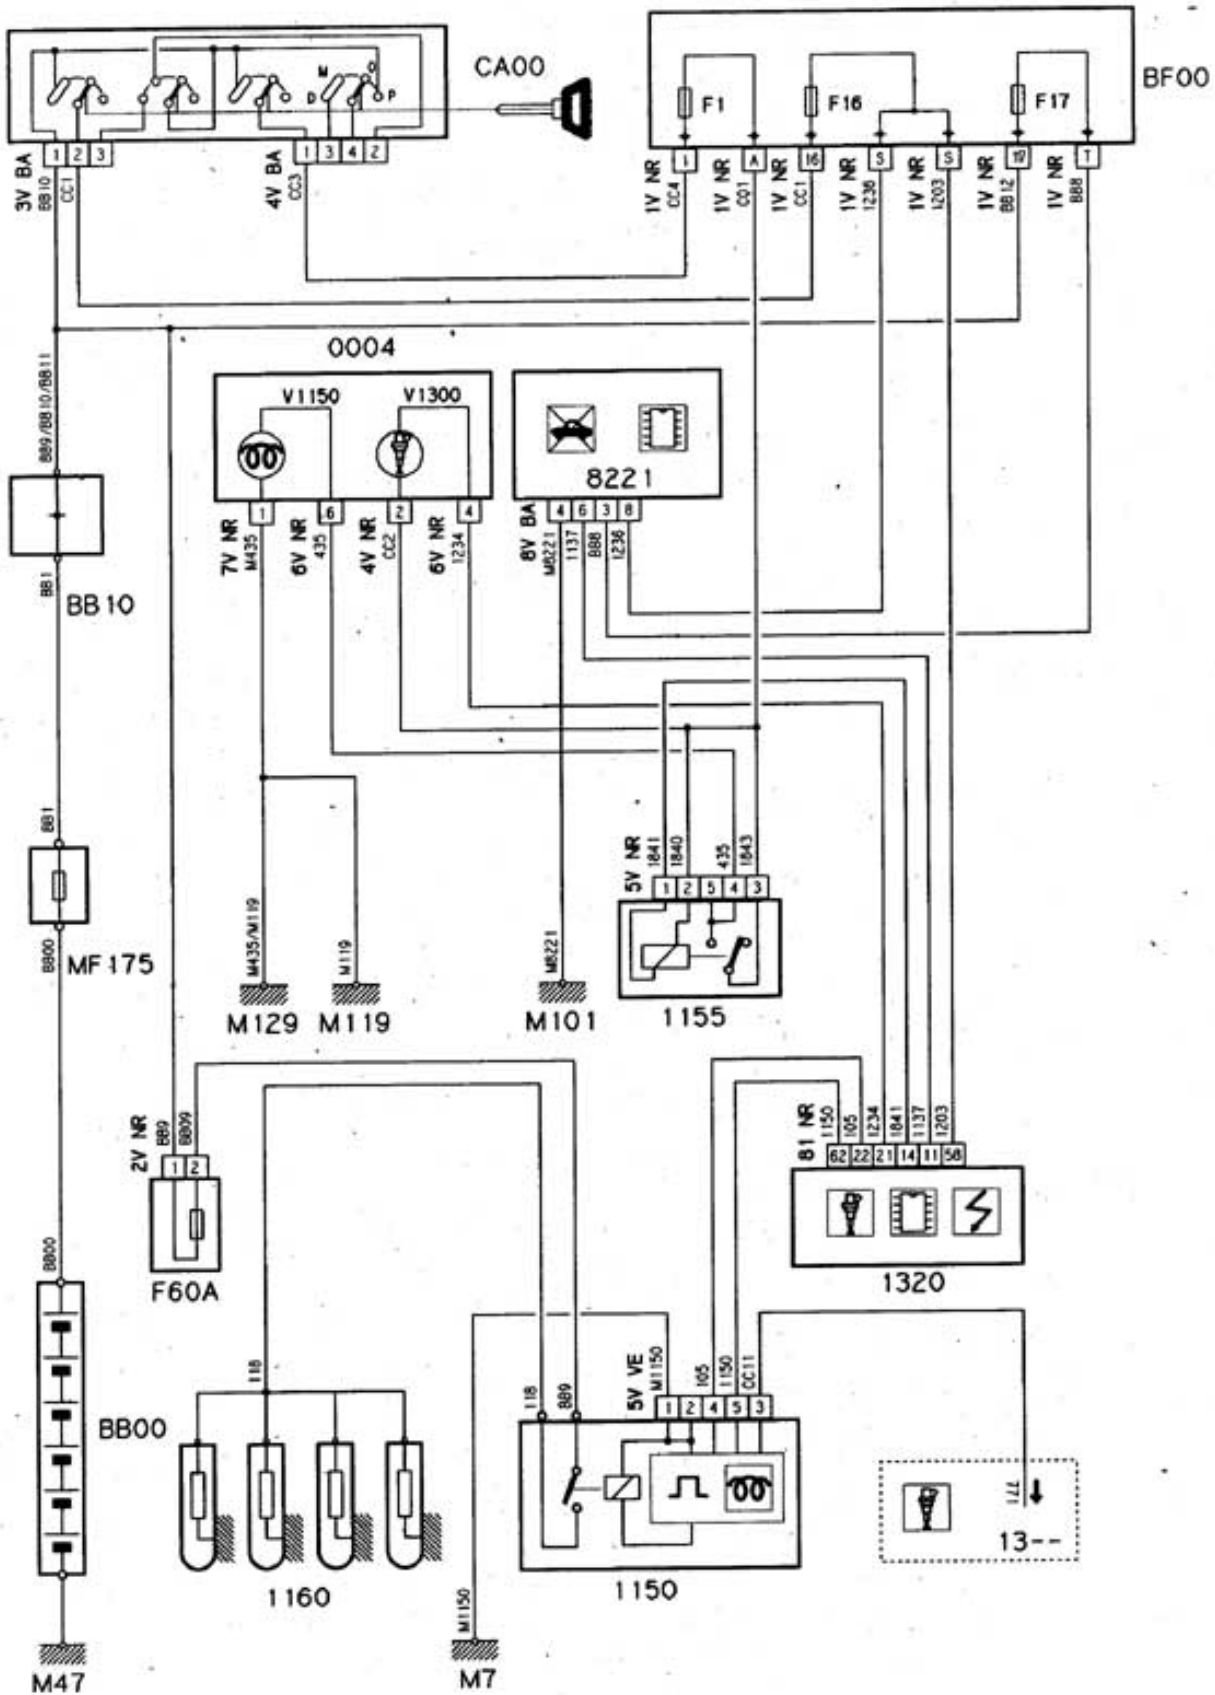 CA00
BF00
M
O
D
P
F1
F16
F17
1 2 3
1 3 4 2
1 A 16 S S T
3V BA
BB10
CC1
4V BA
CC3
1V NR
CC4
1V NR
CQ1
1V NR
CC1
1V NR
1236
1V NR
1203
1V NR
BB12
1V NR
BB8
0004
V1150
V1300
8221
BB9/BB10/BB11
1 6 2 4
4 6 3 8
7V NR
M435
6V NR
435
4V NR
CC2
6V NR
1234
8V BA
M8221
1137
BB8
1236
BB1
BB10
BB1
5V NR
1841
1840
435
1843
1 2 5 4 3
BB00
MF175
M435/M119
M119
M8221
M129
M119
M101
1155
2V NR
BB9
BB09
1 2
81 NR
1150
105
1234
1841
1137
1203
62 22 21 14 11 58
F60A
1320
BB00
BB00
118
118
BB9
5V VE
M1150
105
1150
CC11
1 2 4 5 3
1160
1150
171
13--
M1150
M47
M7